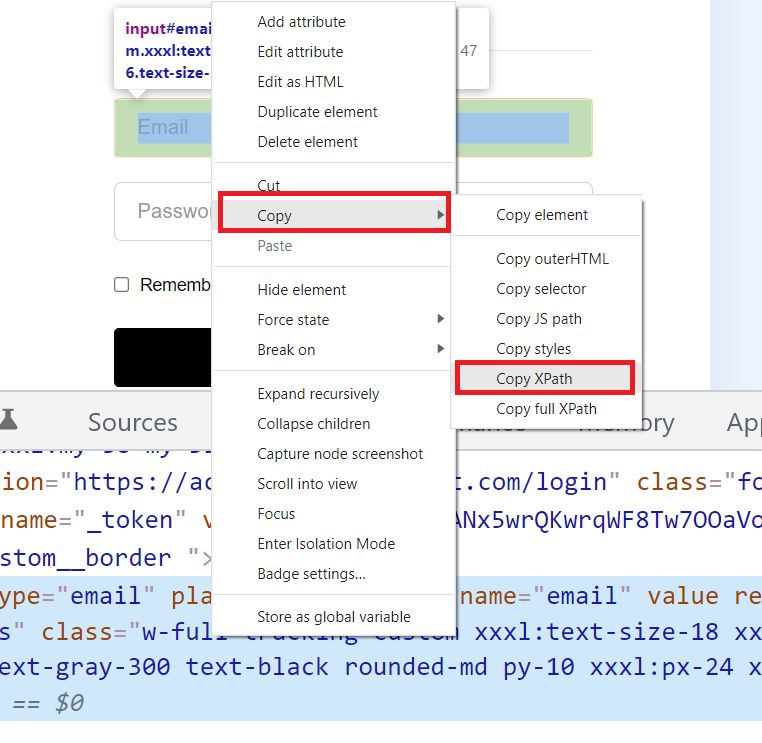 input#emai
m.xxxl:text
47
6.text-size-
Email
Passwo
Rememb
Add attribute
Edit attribute
Edit as HTML
Duplicate element
Delete element
Cut
Copy
Paste
Hide element
Force state
Break on
Expand recursively
Collapse children
Capture node screenshot
Scroll into view
Focus
Enter Isolation Mode
Badge settings...
Store as global variable
Copy element
Copy outerHTML
Copy selector
Copy JS path
Copy styles
Copy XPath
Copy full XPath
Sources
Memory
App
ion="https://ac t.com/login" class="fo
name="_token" v ANx5wrQKwrqWF8Tw7OOaVo
stom__border ">
ype="email" pla name="email" value re
s" class="w-full tracking-custom xxxl:text-size-18 xx
ext-gray-300 text-black rounded-md py-10 xxxl:px-24 x
== $0